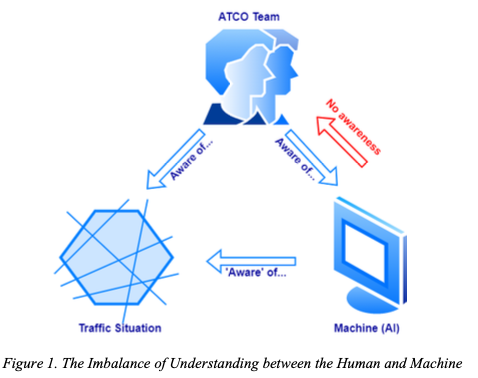 ATCO Team
No awareness
Aware of...
Aware of...
'Aware' of...
Traffic Situation
Machine (AI)
Figure 1. The Imbalance of Understanding between the Human and Machine